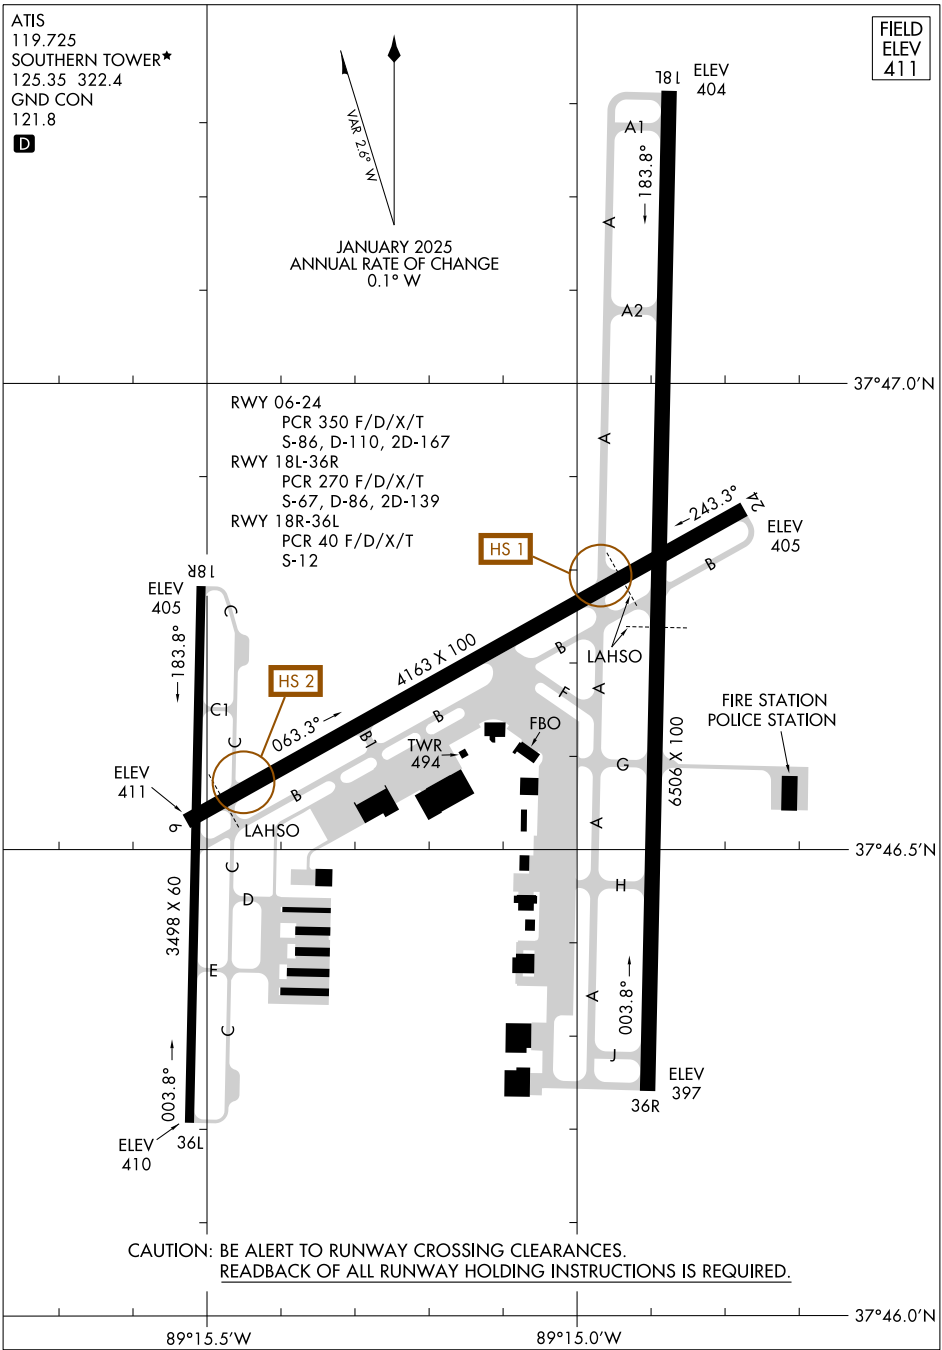 ATIS
119.725
SOUTHERN TOWER★
125.35 322.4
GND CON
121.8
D
FIELD
ELEV
411
VAR 2.6° W
JANUARY 2025
ANNUAL RATE OF CHANGE
0.1° W
18L
ELEV
404
A1
183.8°
A
A2
37°47.0'N
RWY 06-24
PCR 350 F/D/X/T
S-86, D-110, 2D-167
RWY 18L-36R
PCR 270 F/D/X/T
S-67, D-86, 2D-139
RWY 18R-36L
PCR 40 F/D/X/T
S-12
A
243.3°
24
ELEV
405
HS 1
B
18R
ELEV
405
C
183.8°
4163 X 100
B
LAHSO
HS 2
F
A
C1
063.3°
B
B1
C
FBO
TWR
494
FIRE STATION
POLICE STATION
G
6506 X 100
ELEV
411
B
6
LAHSO
A
37°46.5'N
C
D
H
3498 X 60
E
A
003.8°
C
J
003.8°
ELEV
397
36R
36L
ELEV
410
CAUTION: BE ALERT TO RUNWAY CROSSING CLEARANCES.
READBACK OF ALL RUNWAY HOLDING INSTRUCTIONS IS REQUIRED.
37°46.0'N
89°15.5'W
89°15.0'W